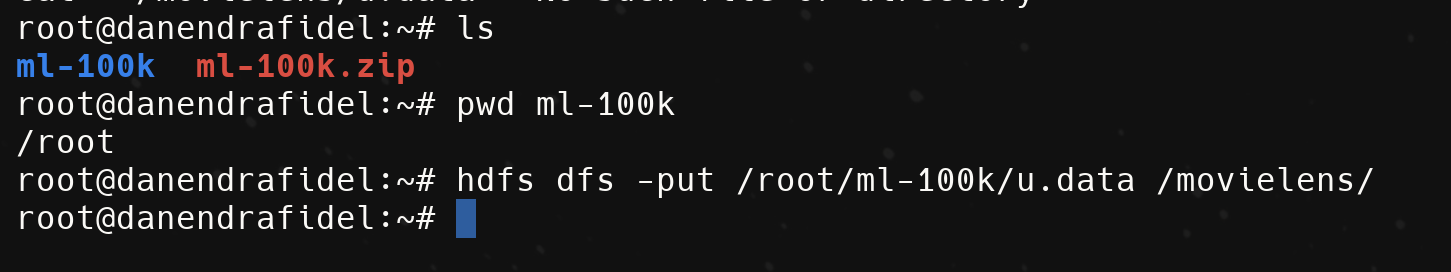 root@danendrafidel:~# ls
ml-100k  ml-100k.zip
root@danendrafidel:~# pwd ml-100k
/root
root@danendrafidel:~# hdfs dfs -put /root/ml-100k/u.data /movielens/
root@danendrafidel:~#